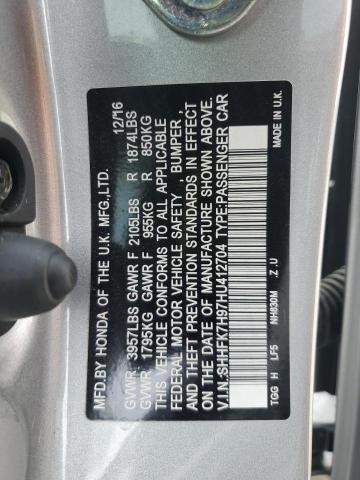 MFD.BY HONDA OF THE U.K. MFG.,LTD. 12/16
GVWR 3957LBS GAWR F 2105LBS R 1874LBS
GVWR 1795KG GAWR F 955KG R 850KG
THIS VEHICLE CONFORMS TO ALL APPLICABLE
FEDERAL MOTOR VEHICLE SAFETY, BUMPER,
AND THEFT PREVENTION STANDARDS IN EFFECT
ON THE DATE OF MANUFACTURE SHOWN ABOVE.
V.I.N.:SHHFK7H97HU412704 TYPE:PASSENGER CAR
TGG H LF5 NH830M .Z .U MADE IN U.K.